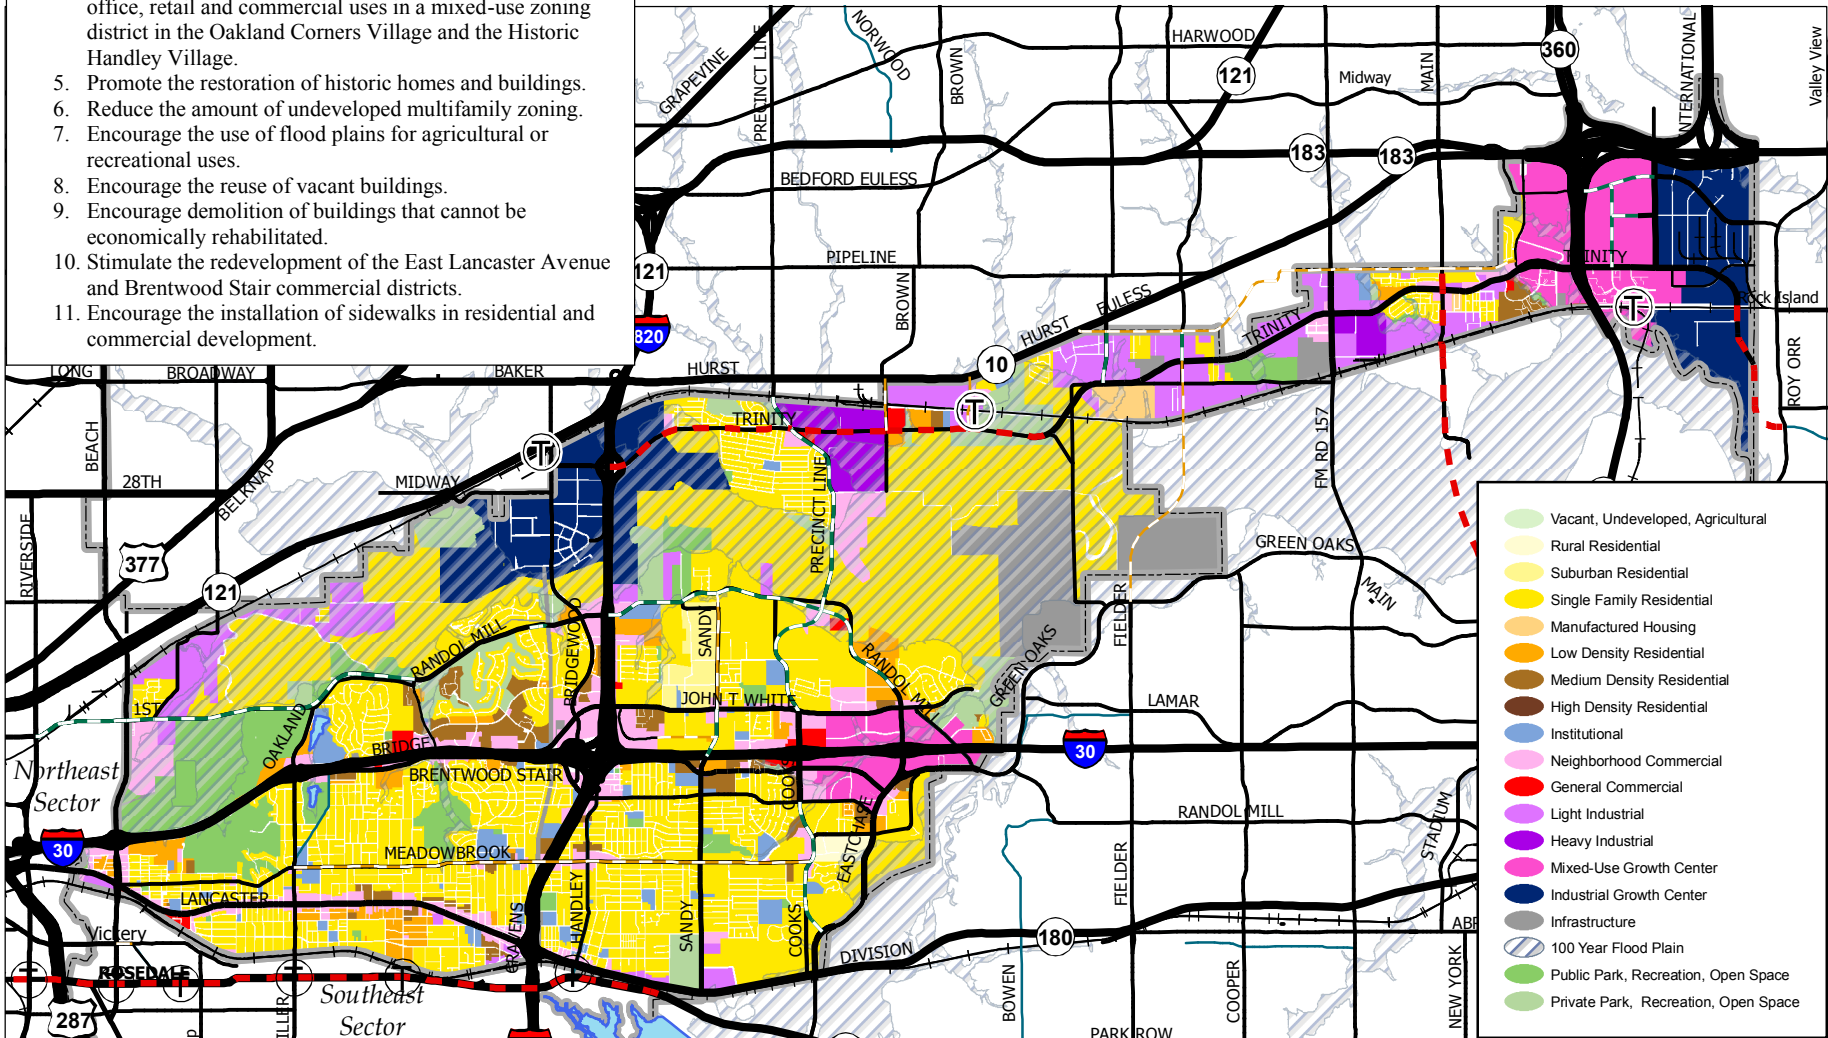 office, retail and commercial uses in a mixed-use zoning
district in the Oakland Corners Village and the Historic
Handley Village.
5. Promote the restoration of historic homes and buildings.
6. Reduce the amount of undeveloped multifamily zoning.
7. Encourage the use of flood plains for agricultural or
recreational uses.
8. Encourage the reuse of vacant buildings.
9. Encourage demolition of buildings that cannot be
economically rehabilitated.
10. Stimulate the redevelopment of the East Lancaster Avenue
and Brentwood Stair commercial districts.
11. Encourage the installation of sidewalks in residential and
commercial development.
GRAPEVINE
PRECINCT LINE
NORWOOD
BROWN
HARWOOD
121
Midway
MAIN
360
INTERNATIONAL
Valley View
183
183
BEDFORD EULESS
PIPELINE
121
820
BROWN
HURST
EULESS
TRINITY
TRINITY
T
Rock Island
ROY ORR
10
HURST
BAKER
BROADWAY
LONG
BEACH
T
TRINITY
T
FM RD 157
28TH
BELKNAP
MIDWAY
PRECINCT LINE
RIVERSIDE
377
121
GREEN OAKS
MAIN
FIELDER
RANDOL MILL
BRIDGEWOOD
SANDY
RANDOL MILL
GREEN OAKS
1ST
OAKLAND
JOHN T WHITE
LAMAR
BRIDGE
BRENTWOOD STAIR
30
Northeast
Sector
COOKS
EASTCHASE
RANDOL MILL
STADIUM
30
MEADOWBROOK
FIELDER
LANCASTER
HANDLEY
SANDY
COOKS
CRAVENS
Vickery
DIVISION
180
ROSEDALE
T
T
T
T
T
T
Southeast
Sector
287
BOWEN
COOPER
NEW YORK
PARK ROW
Vacant, Undeveloped, Agricultural
Rural Residential
Suburban Residential
Single Family Residential
Manufactured Housing
Low Density Residential
Medium Density Residential
High Density Residential
Institutional
Neighborhood Commercial
General Commercial
Light Industrial
Heavy Industrial
Mixed-Use Growth Center
Industrial Growth Center
Infrastructure
100 Year Flood Plain
Public Park, Recreation, Open Space
Private Park, Recreation, Open Space